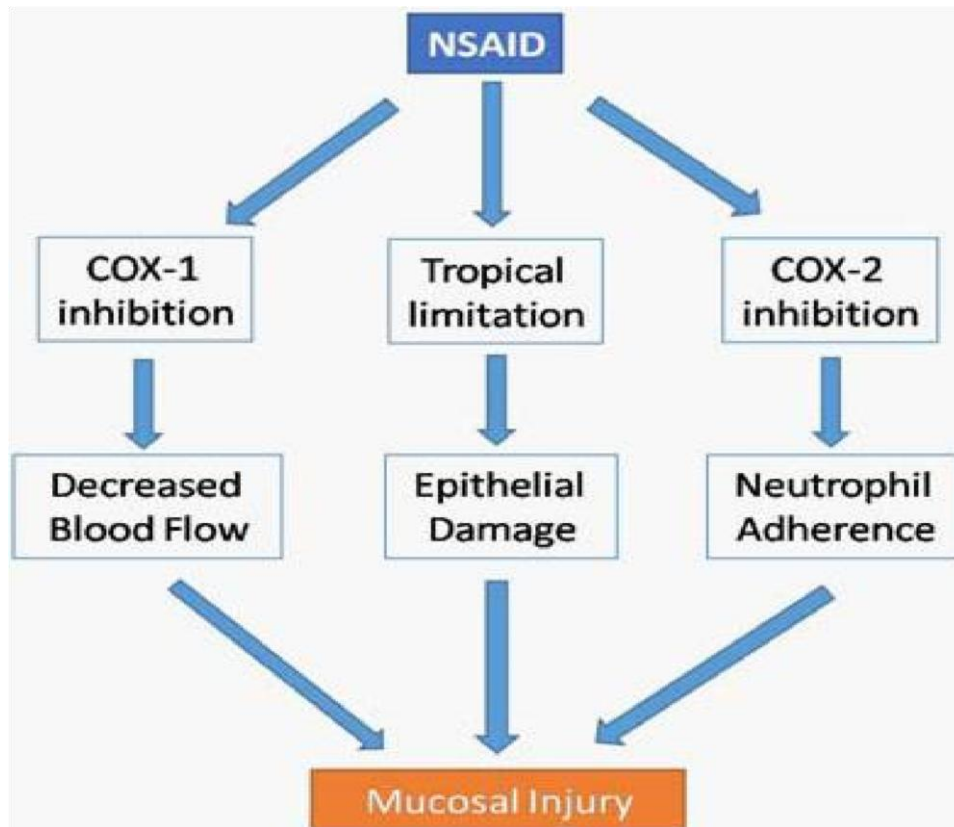 NSAID
COX-1
inhibition
Tropical
limitation
COX-2
inhibition
Decreased
Blood Flow
Epithelial
Damage
Neutrophil
Adherence
Mucosal Injury